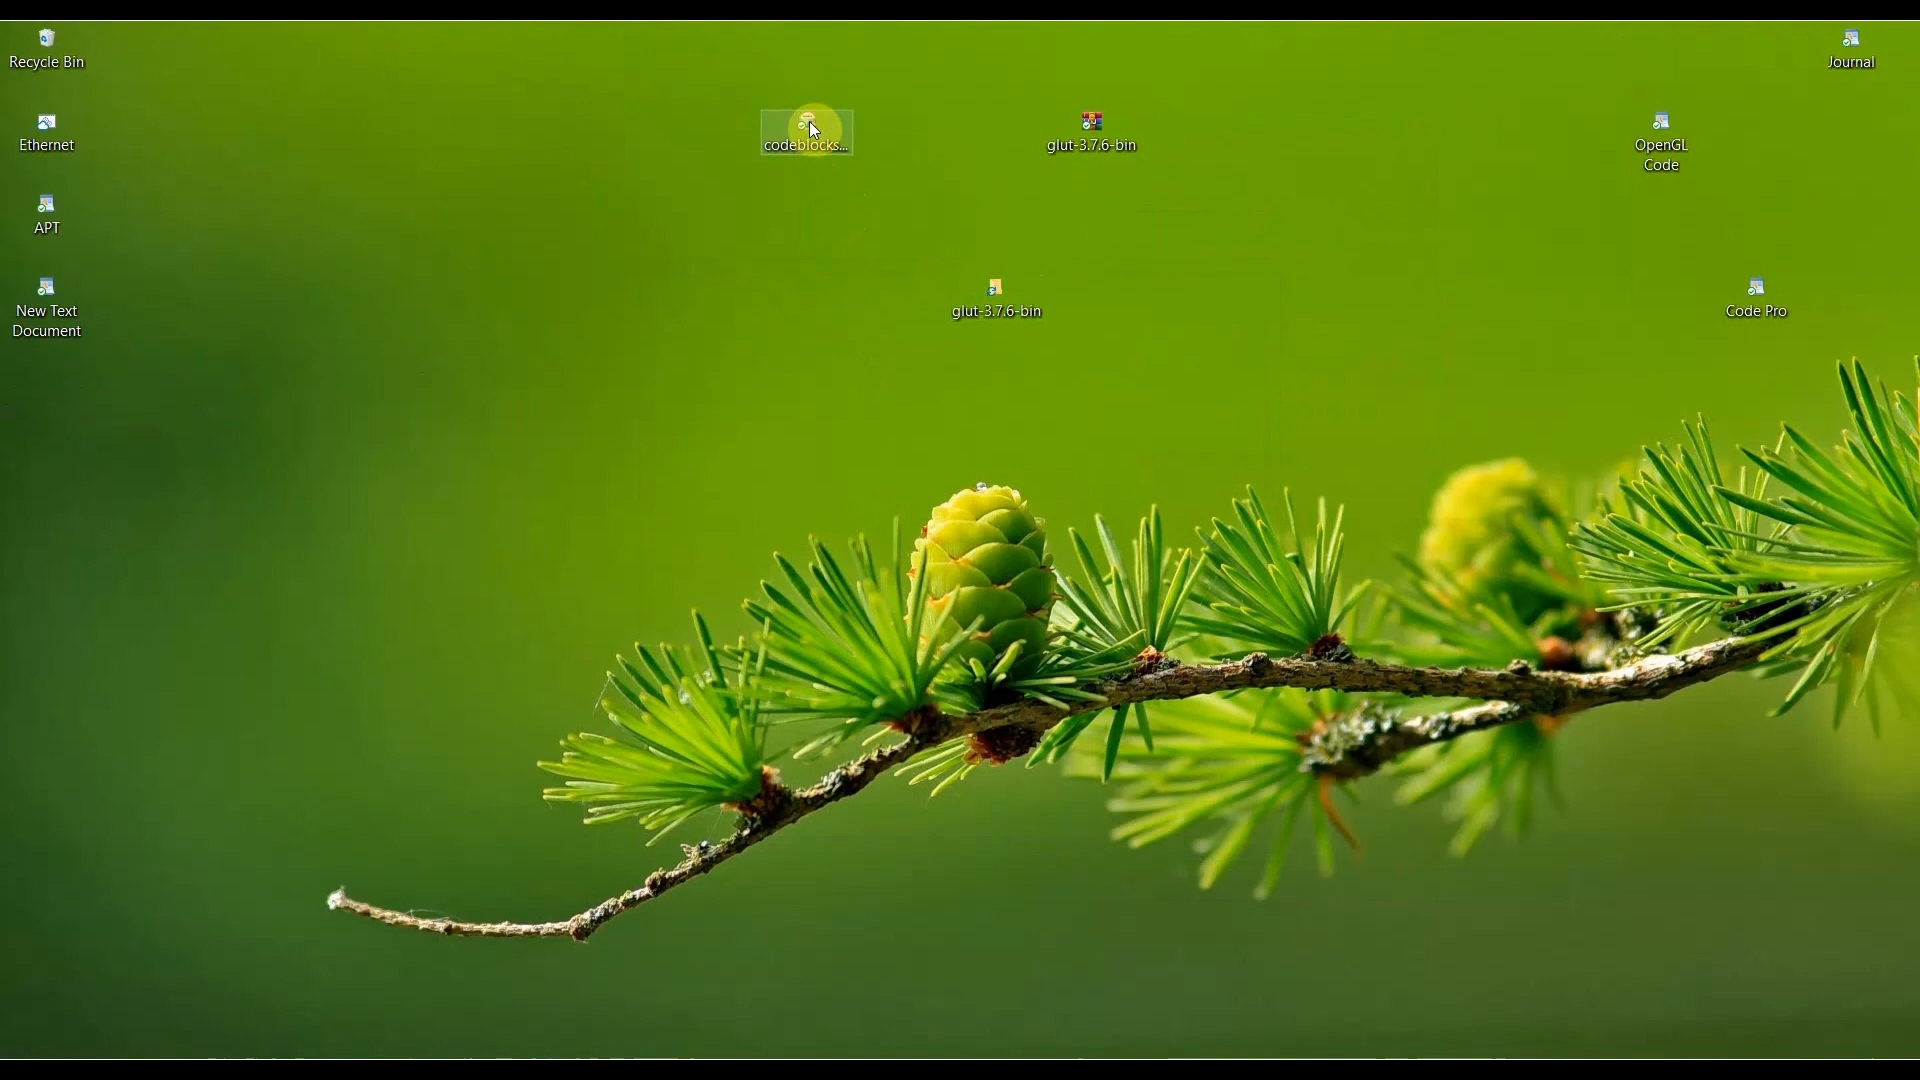 Recycle Bin
Journal
Ethernet
codeblocks...
glut-3.7.6-bin
OpenGL
Code
APT
New Text
Document
glut-3.7.6-bin
Code Pro